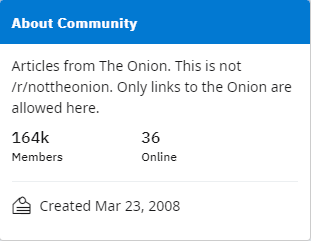 About Community
Articles from The Onion. This is not
/r/nottheonion. Only links to the Onion are
allowed here.
164k 36
Members Online
Created Mar 23, 2008